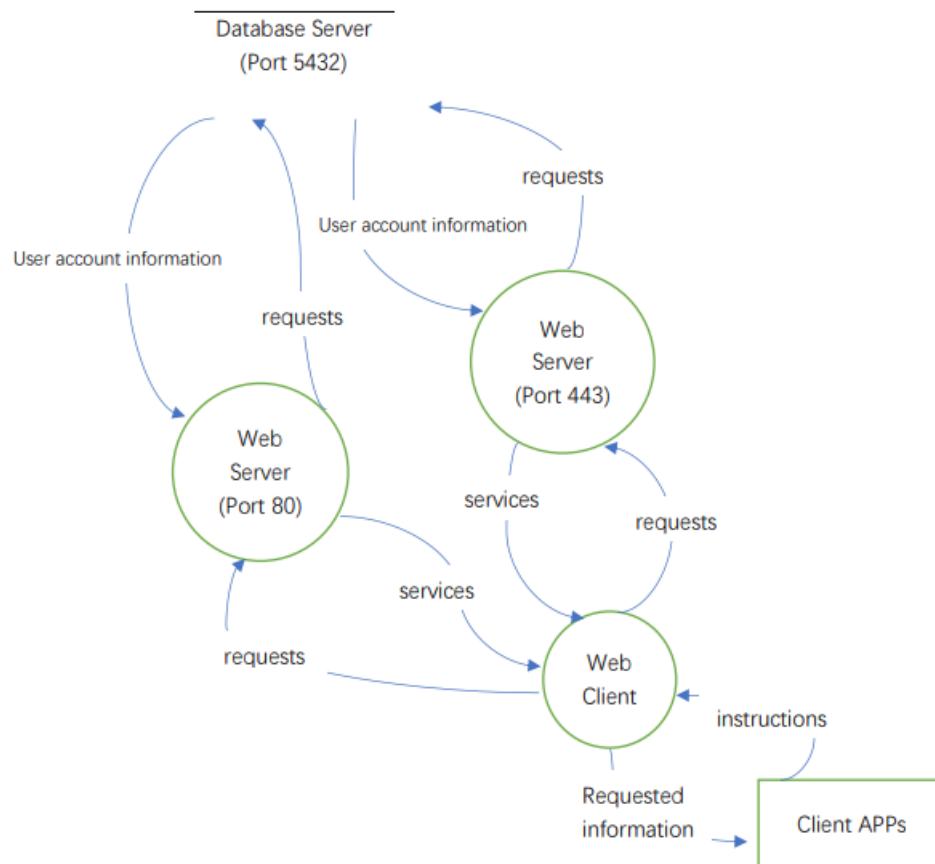 Database Server
(Port 5432)
requests
User account information
User account information
requests
Web
Server
(Port 443)
Web
Server
(Port 80)
services
requests
services
requests
Web
Client
instructions
Requested
information
Client APPs